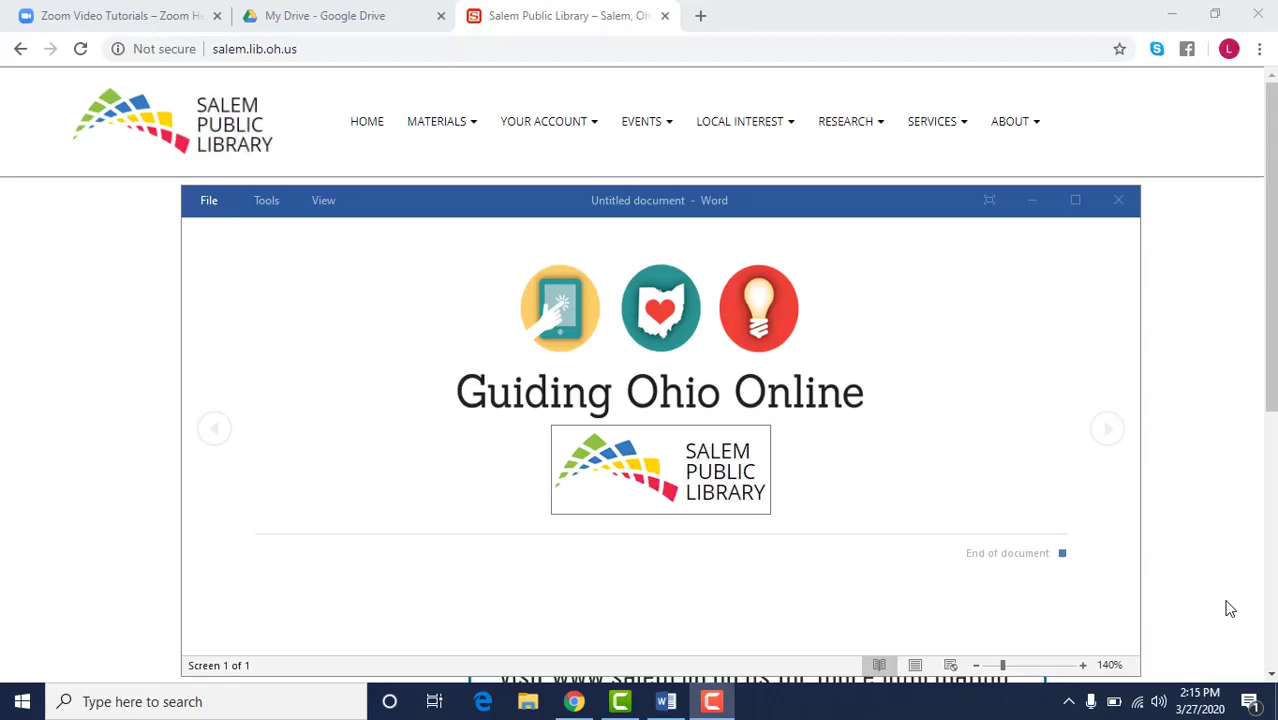 Zoom Video Tutorials – Zoom He
My Drive - Google Drive
Salem Public Library – Salem, Oh
Not secure | salem.lib.oh.us
L
SALEM
PUBLIC
LIBRARY
HOME MATERIALS YOUR ACCOUNT EVENTS LOCAL INTEREST RESEARCH SERVICES ABOUT
File Tools View Untitled document - Word
Guiding Ohio Online
SALEM
PUBLIC
LIBRARY
End of document
Screen 1 of 1
140%
Type here to search
2:15 PM
3/27/2020
1